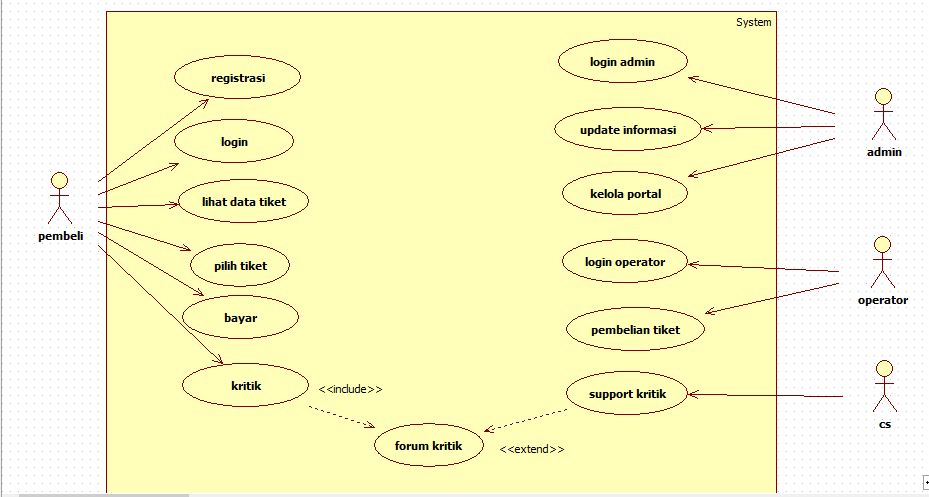 System
registrasi
login
lihat data tiket
pilih tiket
bayar
kritik
<<include>>
forum kritik
<<extend>>
login admin
update informasi
kelola portal
login operator
pembelian tiket
support kritik
pembeli
admin
operator
cs